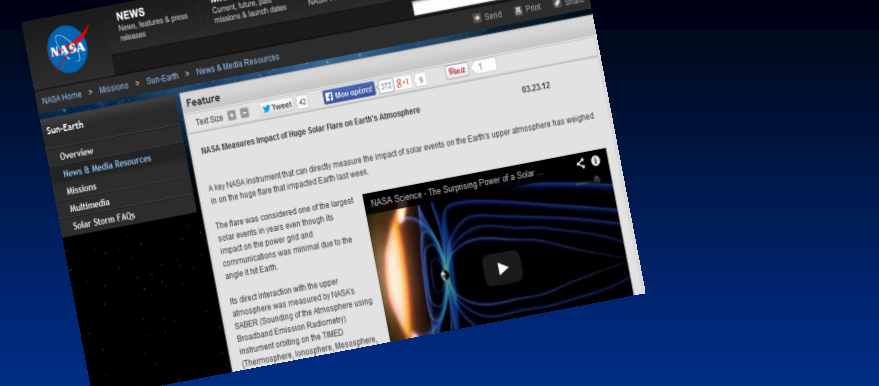 NEWS
News, features & press
releases
Current, future, past
missions & launch dates
NASA
Send
Print
Share
NASA
NASA Home > Missions > Sun-Earth > News & Media Resources
Sun-Earth
Overview
News & Media Resources
Missions
Multimedia
Solar Storm FAQs
Feature
Text Size
Tweet 42
Μου αρέσει! 372
g+1 9
Pin it 1
03.23.12
NASA Measures Impact of Huge Solar Flare on Earth's Atmosphere
A key NASA instrument that can directly measure the impact of solar events on the Earth's upper atmosphere has weighed
in on the huge flare that impacted Earth last week.
The flare was considered one of the largest
solar events in years even though its
impact on the power grid and
communications was minimal due to the
angle it hit Earth.
Its direct interaction with the upper
atmosphere was measured by NASA's
SABER (Sounding of the Atmosphere using
Broadband Emission Radiometry)
instrument orbiting on the TIMED
(Thermosphere, Ionosphere, Mesosphere,
NASA Science - The Surprising Power of a Solar ...